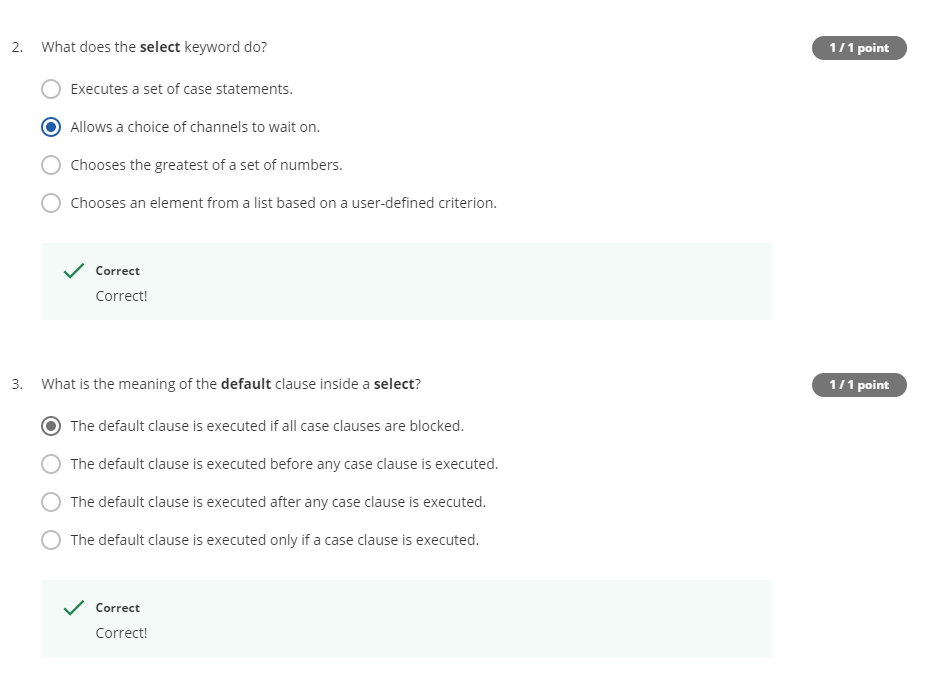 2. What does the select keyword do?
1 / 1 point
Executes a set of case statements.
Allows a choice of channels to wait on.
Chooses the greatest of a set of numbers.
Chooses an element from a list based on a user-defined criterion.
Correct
Correct!
3. What is the meaning of the default clause inside a select?
1 / 1 point
The default clause is executed if all case clauses are blocked.
The default clause is executed before any case clause is executed.
The default clause is executed after any case clause is executed.
The default clause is executed only if a case clause is executed.
Correct
Correct!